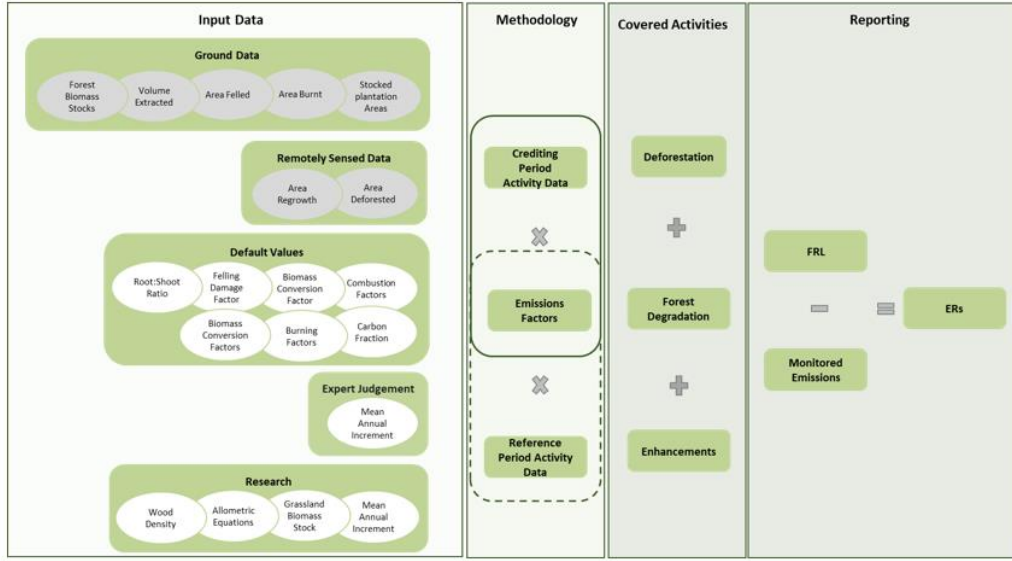 Input Data
Ground Data
Forest
Biomass
Stocks
Volume
Extracted
Area Felled
Area Burnt
Stocked
plantation
Areas
Remotely Sensed Data
Area
Regrowth
Area
Deforested
Default Values
Root:Shoot
Ratio
Felling
Damage
Factor
Biomass
Conversion
Factor
Combustion
Factors
Biomass
Conversion
Factors
Burning
Factors
Carbon
Fraction
Expert Judgement
Mean
Annual
Increment
Research
Wood
Density
Allometric
Equations
Grassland
Biomass
Stock
Mean
Annual
Increment
Methodology
Crediting
Period
Activity Data
Emissions
Factors
Reference
Period Activity
Data
Covered Activities
Deforestation
Forest
Degradation
Enhancements
Reporting
FRL
Monitored
Emissions
ERs